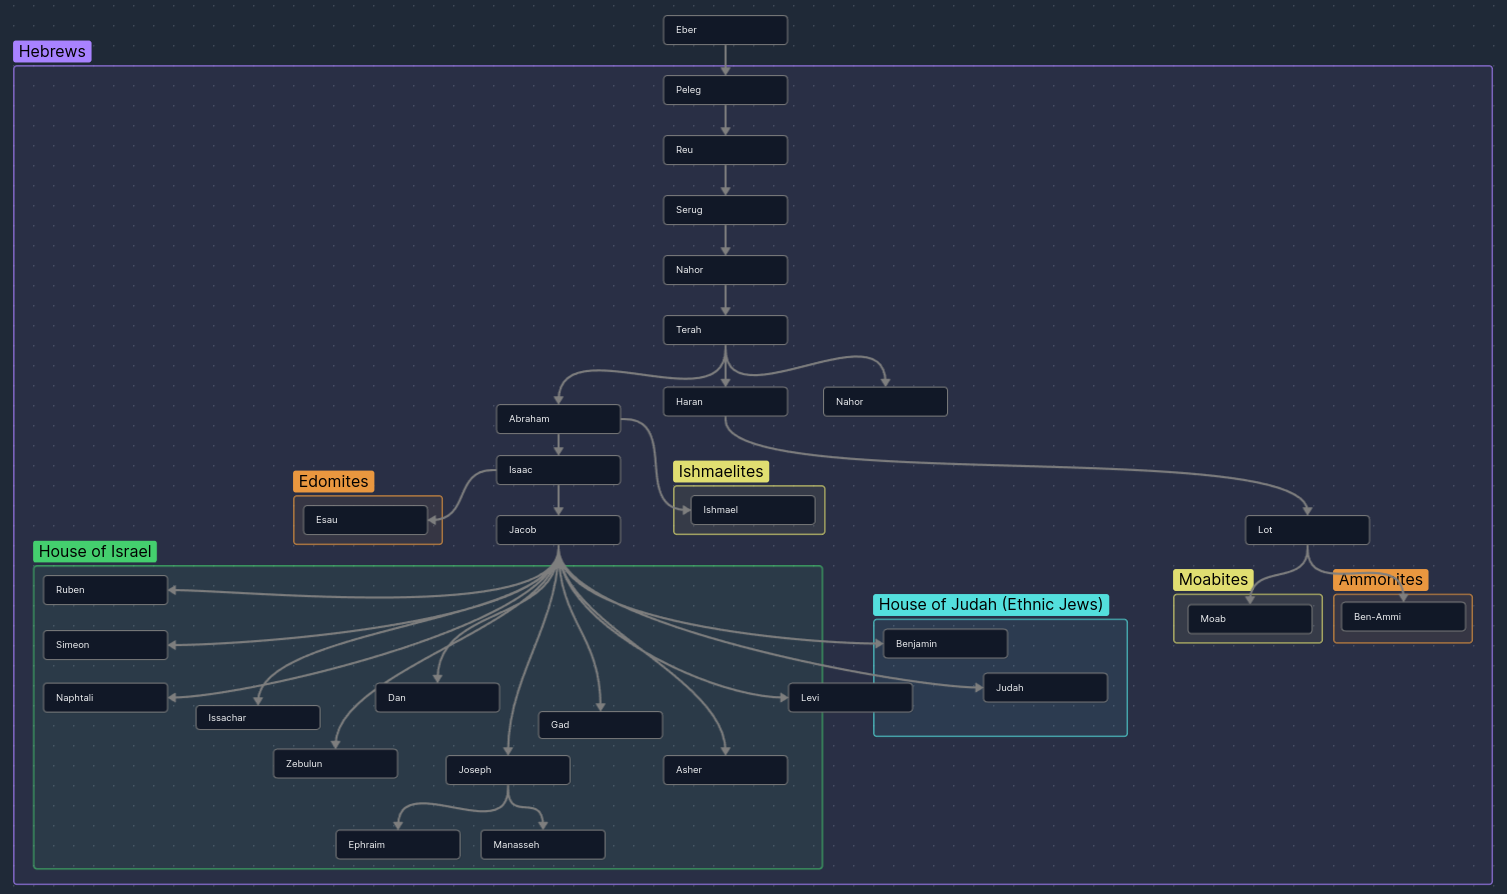 Eber
Hebrews
Peleg
Reu
Serug
Nahor
Terah
Abraham
Haran
Nahor
Isaac
Ishmaelites
Edomites
Ishmael
Esau
Jacob
Lot
House of Israel
Moabites
Ammonites
Ruben
House of Judah (Ethnic Jews)
Moab
Ben-Ammi
Simeon
Benjamin
Judah
Naphtali
Dan
Levi
Issachar
Gad
Zebulun
Joseph
Asher
Ephraim
Manasseh